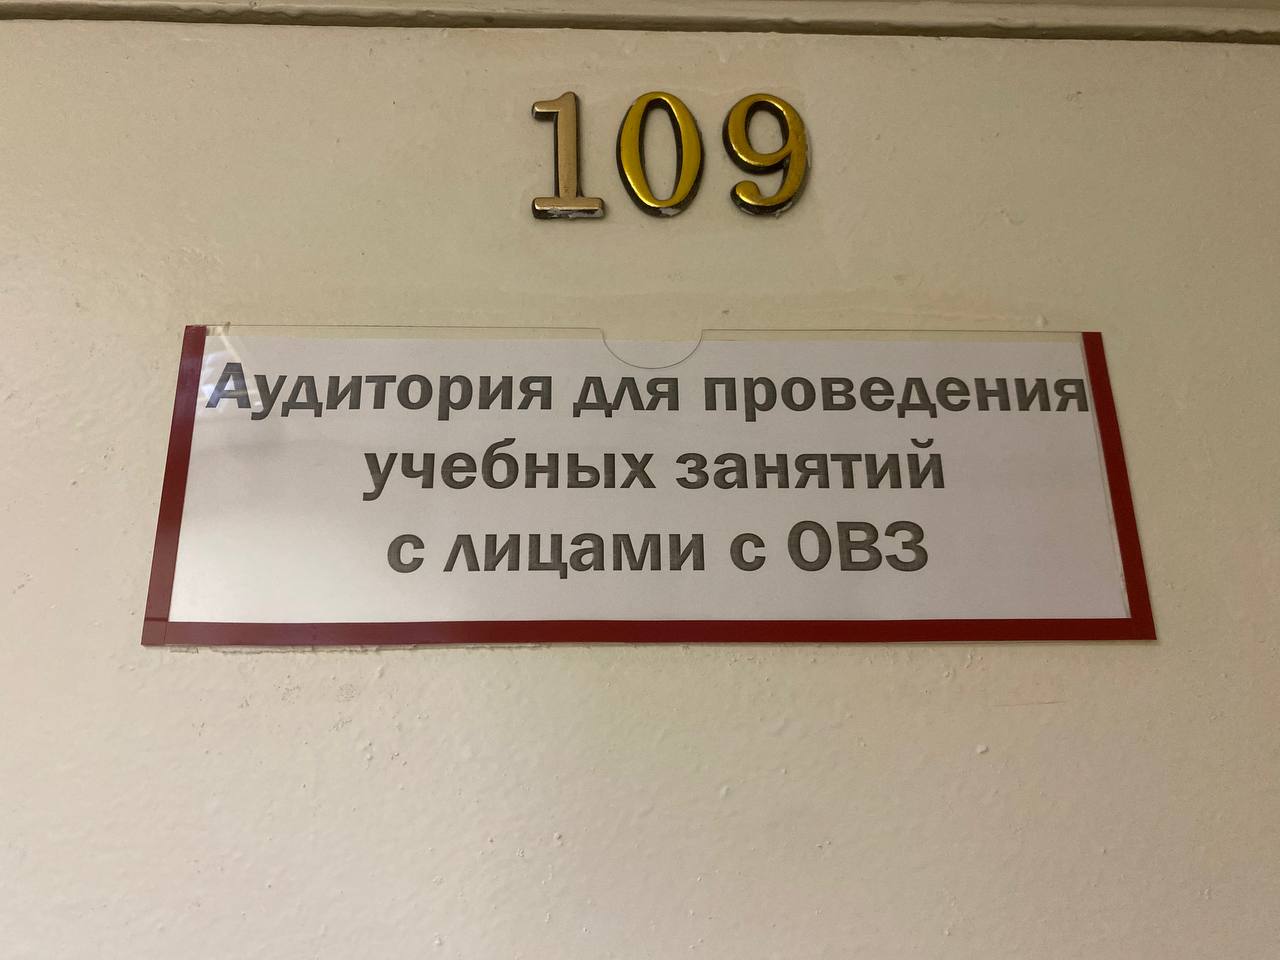 109
Аудитория для проведения
учебных занятий
с лицами с ОВЗ